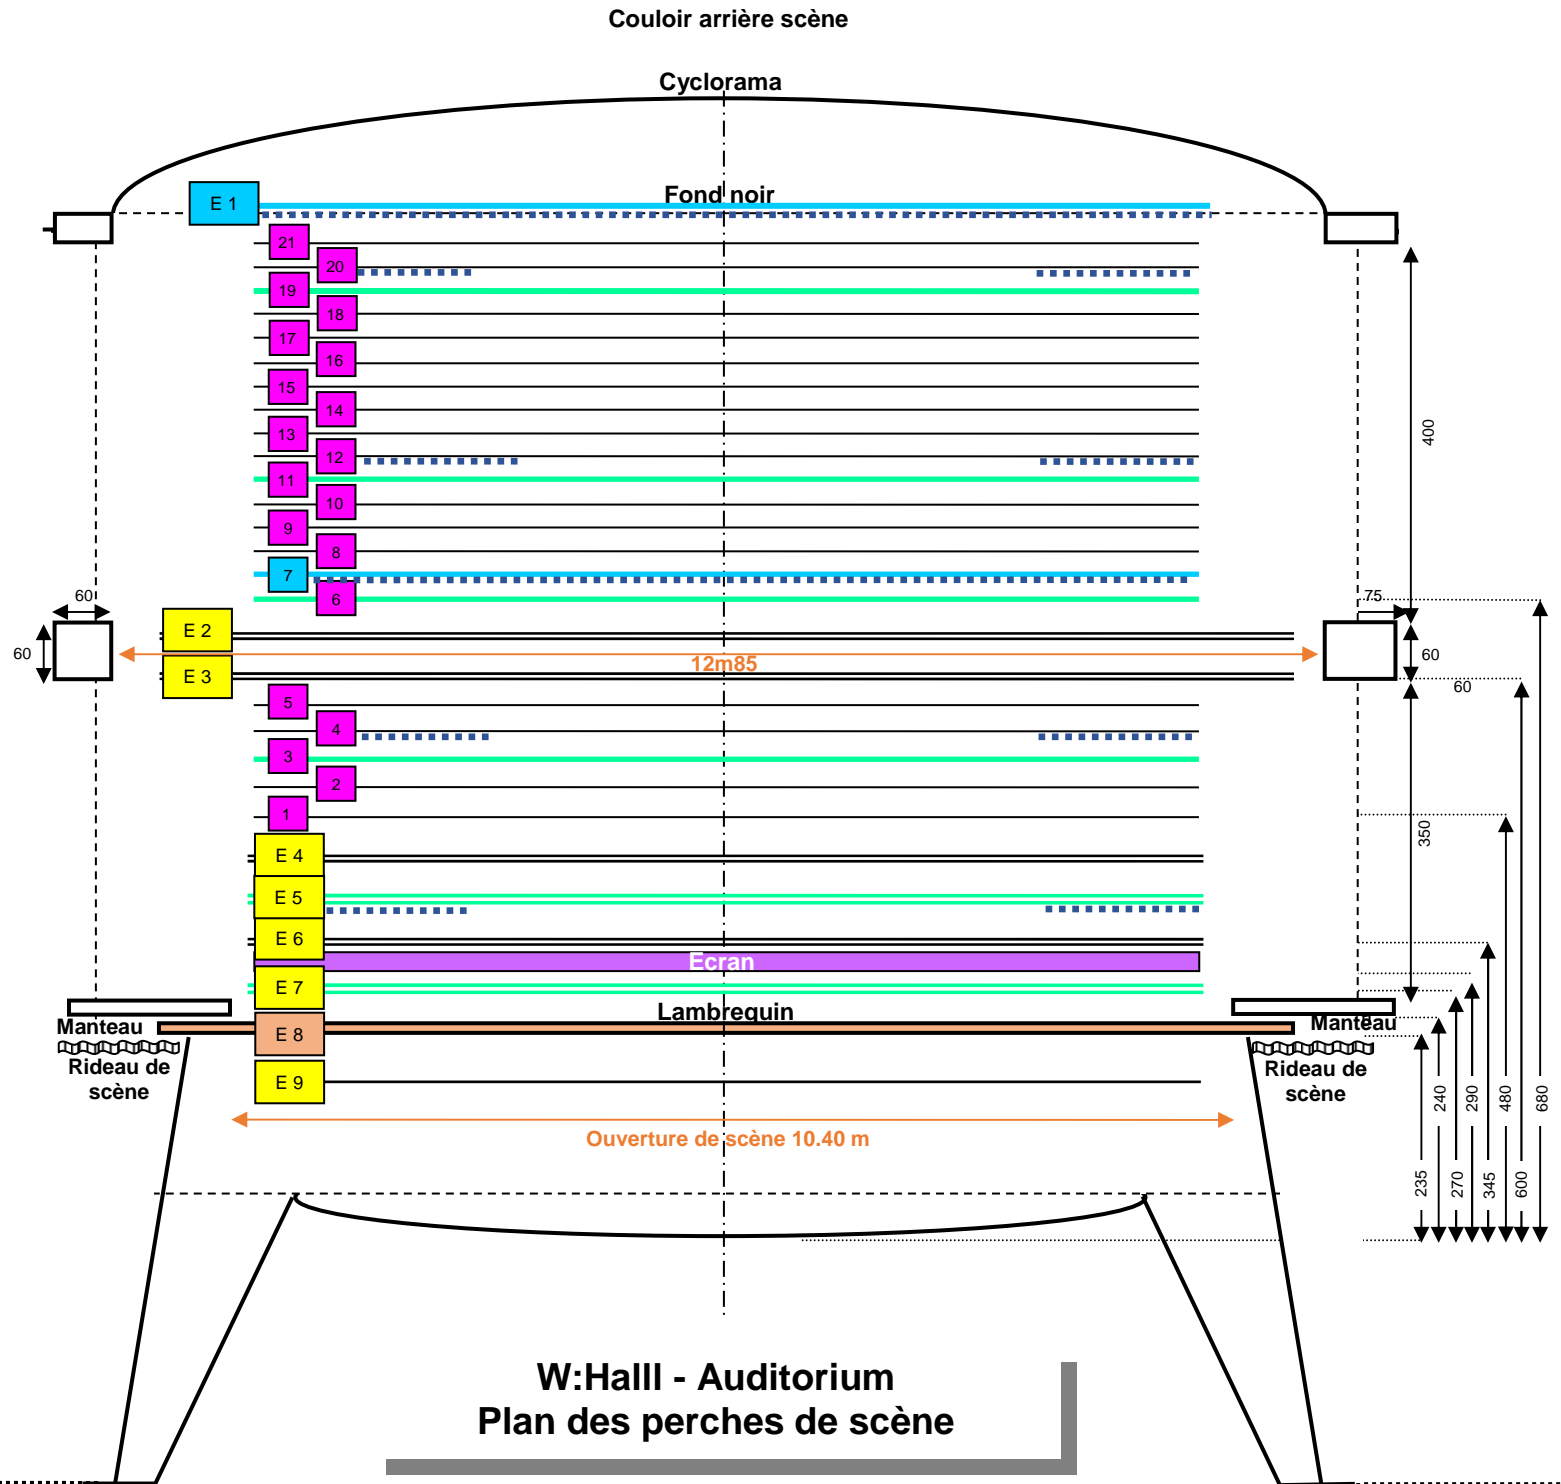 Couloir arrière scène
Cyclorama
Fond noir
E 1
21
20
19
18
17
16
15
14
13
12
11
10
9
8
7
6
400
60
75
E 2
60
12m85
60
E 3
60
5
4
3
2
1
350
E 4
E 5
E 6
Ecran
E 7
Lambrequin
Manteau
E 8
Manteau
Rideau de
scène
Rideau de
scène
E 9
Ouverture de scène 10.40 m
235
240
270
290
345
480
600
680
W:Halll - Auditorium
Plan des perches de scène